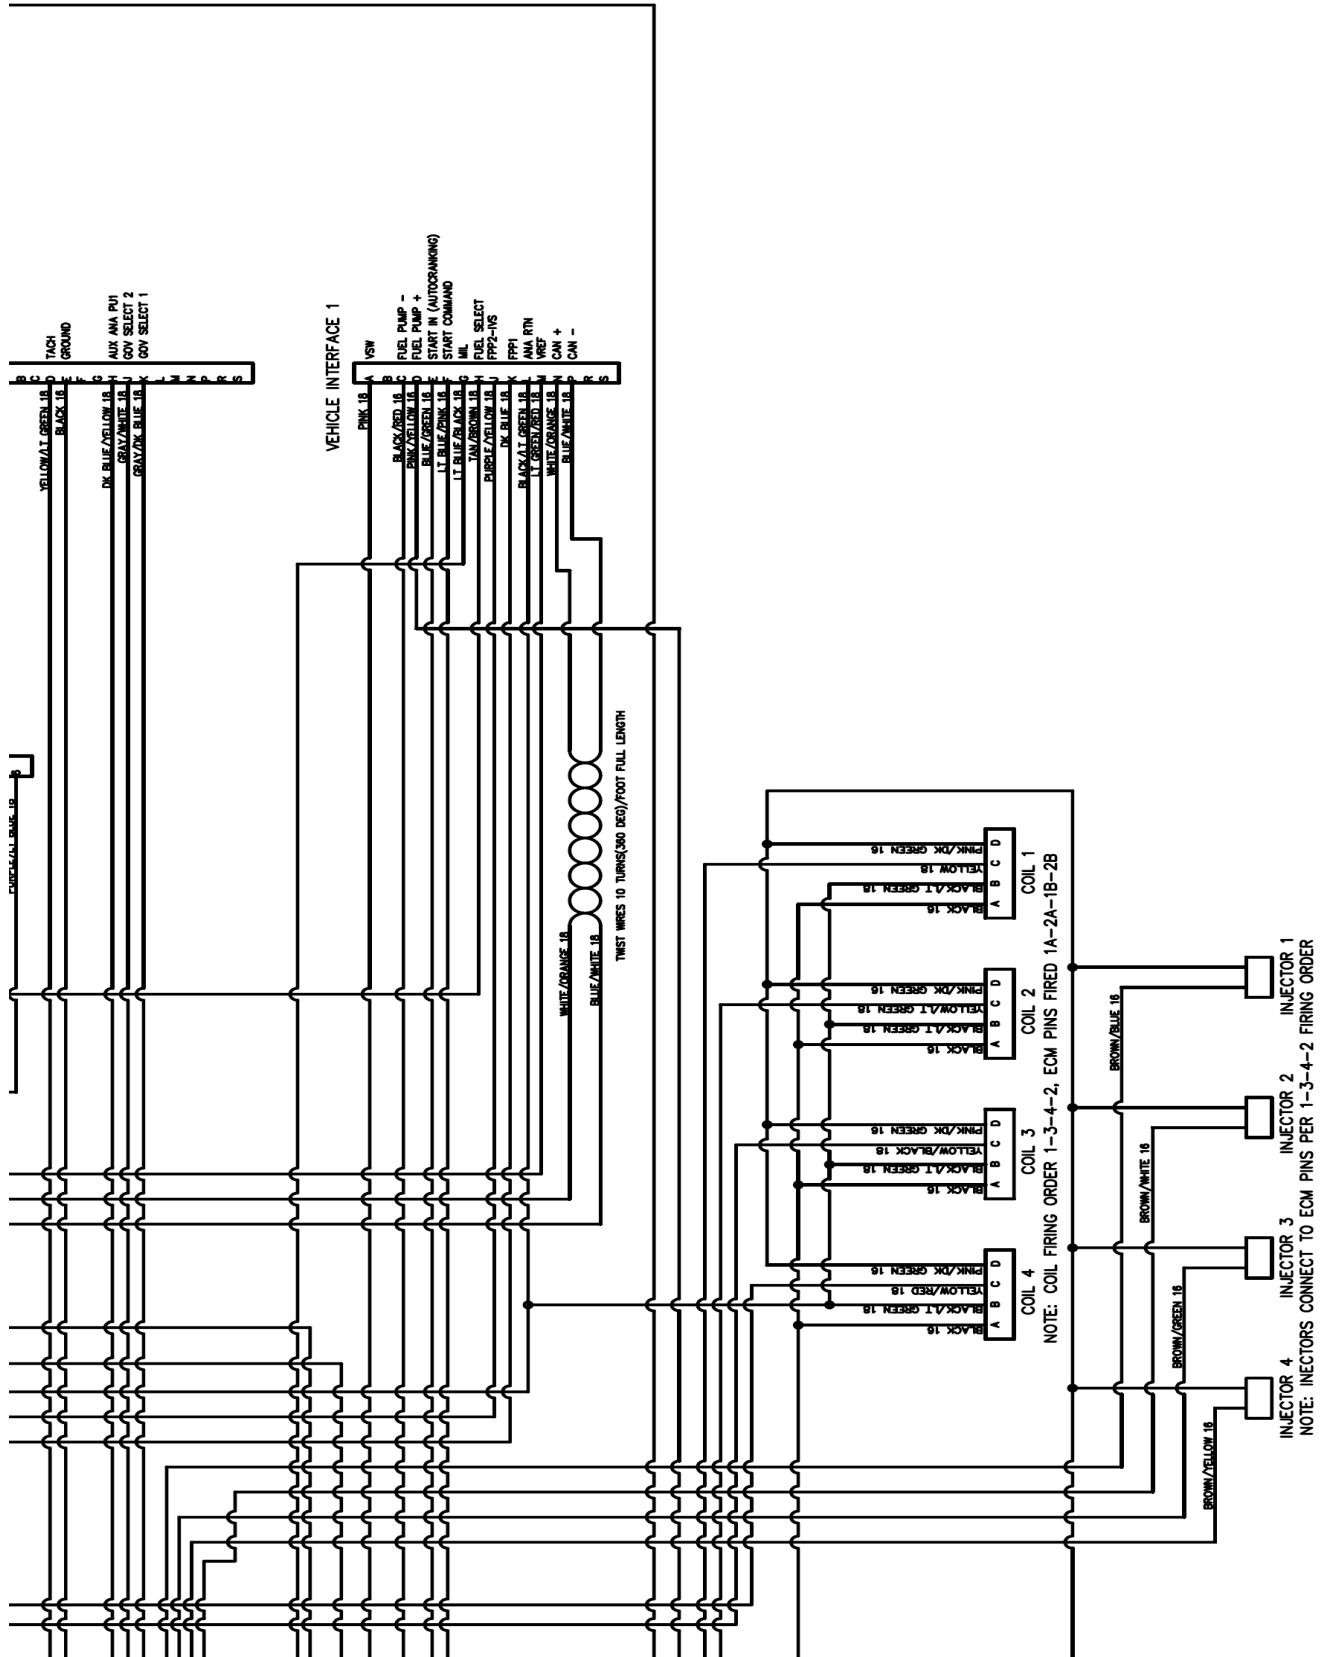 TACH
GROUND
AUX ANA PU1
GOV SELECT 2
GOV SELECT 1
B
C
D
E
F
G
H
J
K
L
M
N
P
R
S
YELLOW/LT GREEN 18
BLACK 16
DK BLUE/YELLOW 18
GRAY/WHITE 18
GRAY/DK BLUE 18
VEHICLE INTERFACE 1
VSW
FUEL PUMP -
FUEL PUMP +
START IN (AUTOCRANKING)
START COMMAND
MIL
FUEL SELECT
FPP2-IVS
FPP1
ANA RTN
VREF
CAN +
CAN -
A
B
C
D
E
F
G
H
J
K
L
M
N
P
R
S
PINK 18
BLACK/RED 16
PINK/YELLOW 16
BLUE/GREEN 16
LT BLUE/PINK 16
LT BLUE/BLACK 18
TAN/BROWN 18
PURPLE/YELLOW 18
DK BLUE 18
BLACK/LT GREEN 18
LT GREEN/RED 18
WHITE/ORANGE 18
BLUE/WHITE 18
TWIST WIRES 10 TURNS(360 DEG)/FOOT FULL LENGTH
WHITE/ORANGE 18
BLUE/WHITE 18
PINK/DK GREEN 16
YELLOW 18
BLACK/LT GREEN 18
BLACK 16
D
C
B
A
COIL 1
PINK/DK GREEN 16
YELLOW/LT GREEN 18
BLACK/LT GREEN 18
BLACK 16
D
C
B
A
COIL 2
PINK/DK GREEN 16
YELLOW/BLACK 18
BLACK/LT GREEN 18
BLACK 16
D
C
B
A
COIL 3
PINK/DK GREEN 16
YELLOW/RED 18
BLACK/LT GREEN 18
BLACK 16
D
C
B
A
COIL 4
NOTE: COIL FIRING ORDER 1-3-4-2, ECM PINS FIRED 1A-2A-1B-2B
BROWN/BLUE 16
BROWN/WHITE 16
BROWN/GREEN 16
BROWN/YELLOW 16
INJECTOR 1
INJECTOR 2
INJECTOR 3
INJECTOR 4
NOTE: INECTORS CONNECT TO ECM PINS PER 1-3-4-2 FIRING ORDER